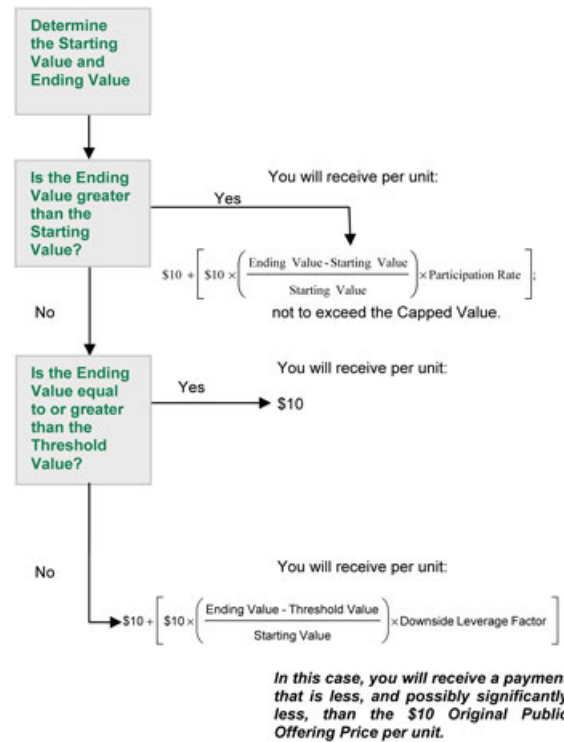 Determine
the Starting
Value and
Ending Value
Is the Ending
Value greater
than the
Starting
Value?
Yes
You will receive per unit:
$10 + [ $10 × ( Ending Value - Starting Value / Starting Value ) × Participation Rate ];
not to exceed the Capped Value.
No
Is the Ending
Value equal
to or greater
than the
Threshold
Value?
Yes
You will receive per unit:
$10
No
You will receive per unit:
$10 + [ $10 × ( Ending Value - Threshold Value / Starting Value ) × Downside Leverage Factor ]
In this case, you will receive a payment
that is less, and possibly significantly
less, than the $10 Original Public
Offering Price per unit.